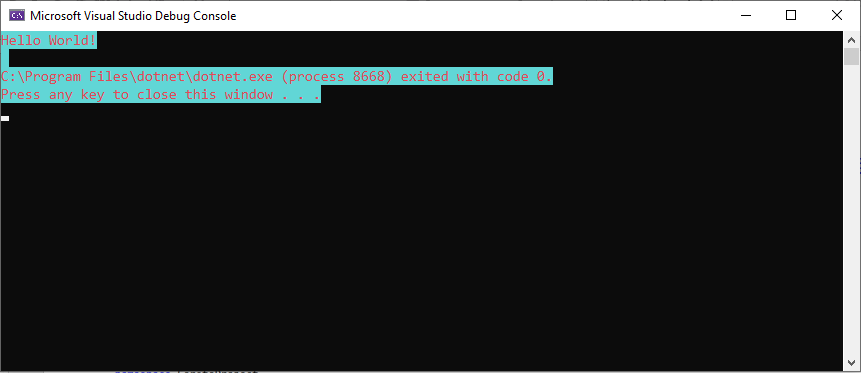 Microsoft Visual Studio Debug Console
Hello World!
C:\Program Files\dotnet\dotnet.exe (process 8668) exited with code 0.
Press any key to close this window . . .